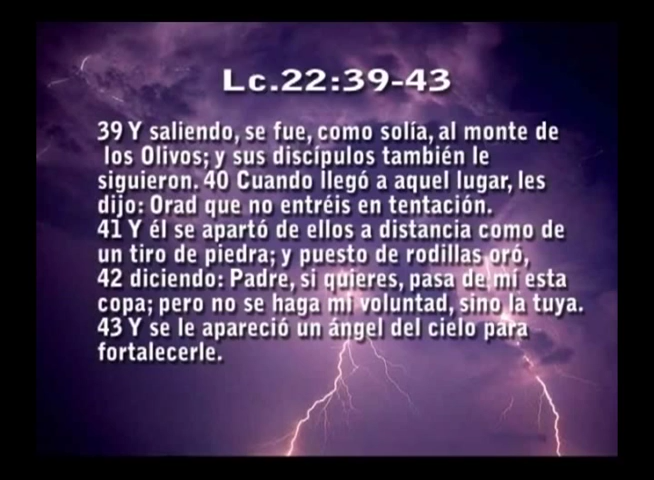 Lc.22:39-43
39 Y saliendo, se fue, como solía, al monte de
los Olivos; y sus discípulos también le
siguieron. 40 Cuando llegó a aquel lugar, les
dijo: Orad que no entréis en tentación.
41 Y él se apartó de ellos a distancia como de
un tiro de piedra; y puesto de rodillas oró,
42 diciendo: Padre, si quieres, pasa de mí esta
copa; pero no se haga mi voluntad, sino la tuya.
43 Y se le apareció un ángel del cielo para
fortalecerle.